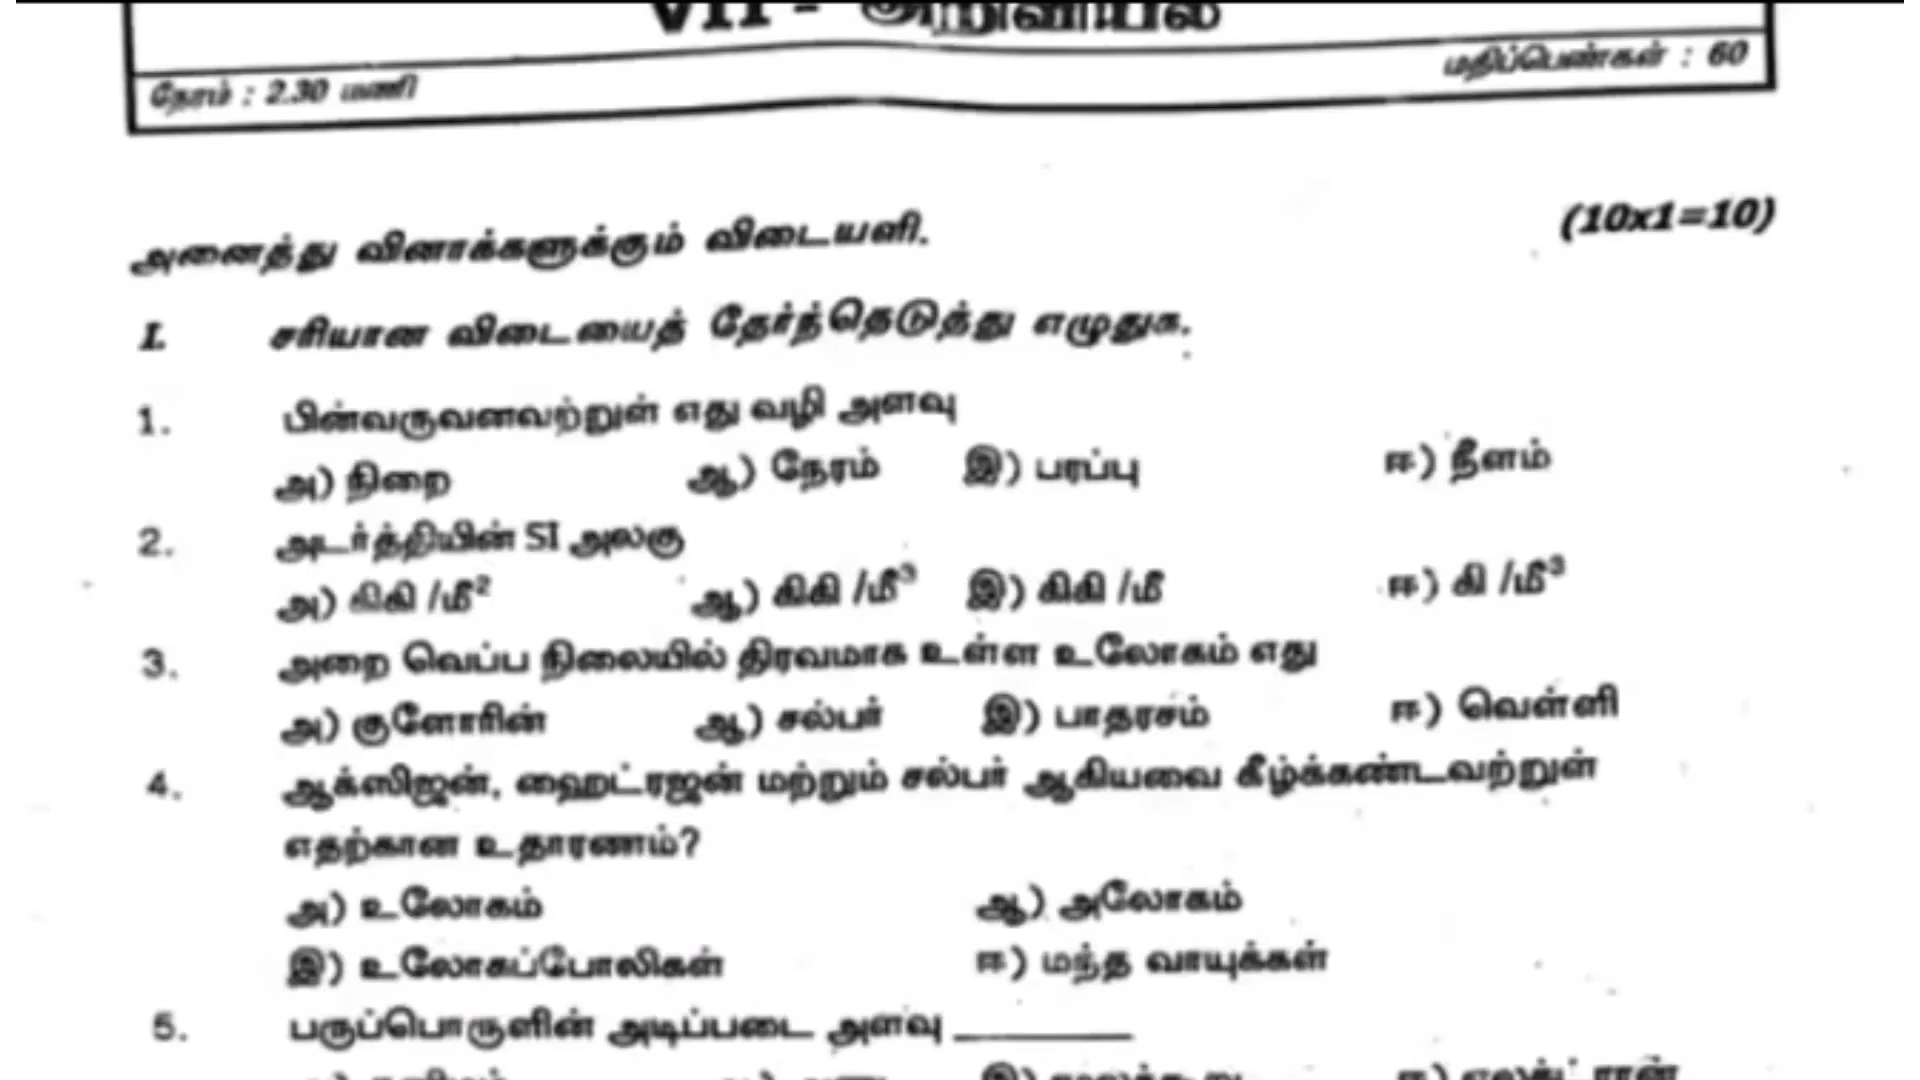 VII - அறிவியல்
நேரம் : 2.30 மணி
மதிப்பெண்கள் : 60
அனைத்து வினாக்களுக்கும் விடையளி. (10x1=10)
I. சரியான விடையைத் தேர்ந்தெடுத்து எழுதுக.
1. பின்வருவனவற்றுள் எது வழி அளவு
அ) நிறை ஆ) நேரம் இ) பரப்பு ஈ) நீளம்
2. அடர்த்தியின் SI அலகு
அ) கிகி /மீ² ஆ) கிகி /மீ³ இ) கிகி /மீ ஈ) கி /மீ³
3. அறை வெப்ப நிலையில் திரவமாக உள்ள உலோகம் எது
அ) குளோரின் ஆ) சல்பர் இ) பாதரசம் ஈ) வெள்ளி
4. ஆக்ஸிஜன், ஹைட்ரஜன் மற்றும் சல்பர் ஆகியவை கீழ்க்கண்டவற்றுள்
எதற்கான உதாரணம்?
அ) உலோகம் ஆ) அலோகம்
இ) உலோகப்போலிகள் ஈ) மந்த வாயுக்கள்
5. பருப்பொருளின் அடிப்படை அளவு ________